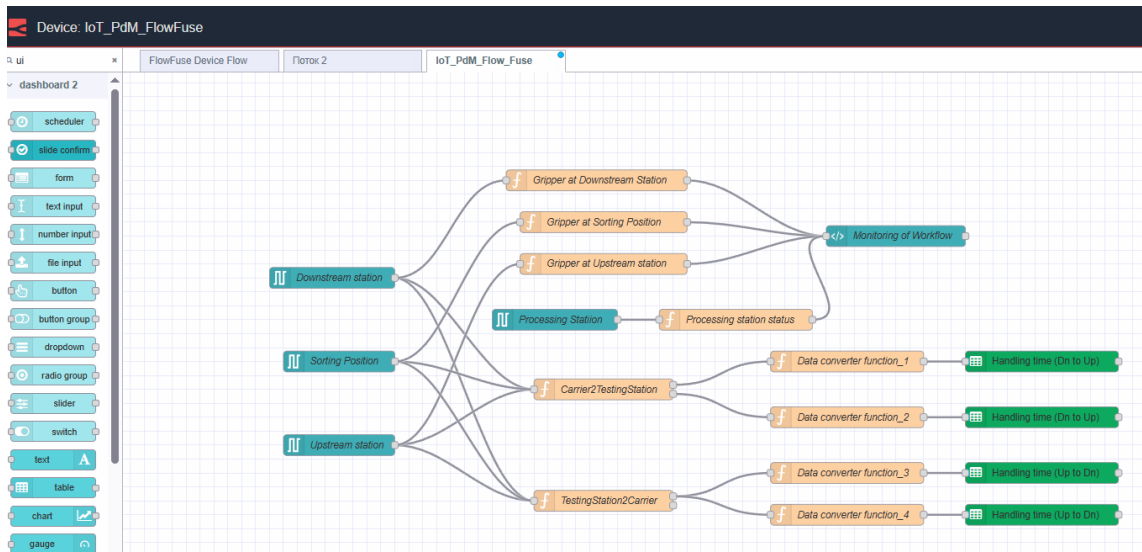 Device: IoT_PdM_FlowFuse
ui
FlowFuse Device Flow
Поток 2
IoT_PdM_Flow_Fuse
dashboard 2
scheduler
slide confirm
form
text input
number input
file input
button
button group
dropdown
radio group
slider
switch
text
table
chart
gauge
Gripper at Downstream Station
Gripper at Sorting Position
Monitoring of Workflow
Gripper at Upstream station
Downstream station
Processing Statiion
Processing station status
Sorting Position
Data converter function_1
Handling time (Dn to Up)
Carrier2TestingStation
Data converter function_2
Handling time (Dn to Up)
Upstream station
Data converter function_3
Handling time (Up to Dn)
TestingStation2Carrier
Data converter function_4
Handling time (Up to Dn)